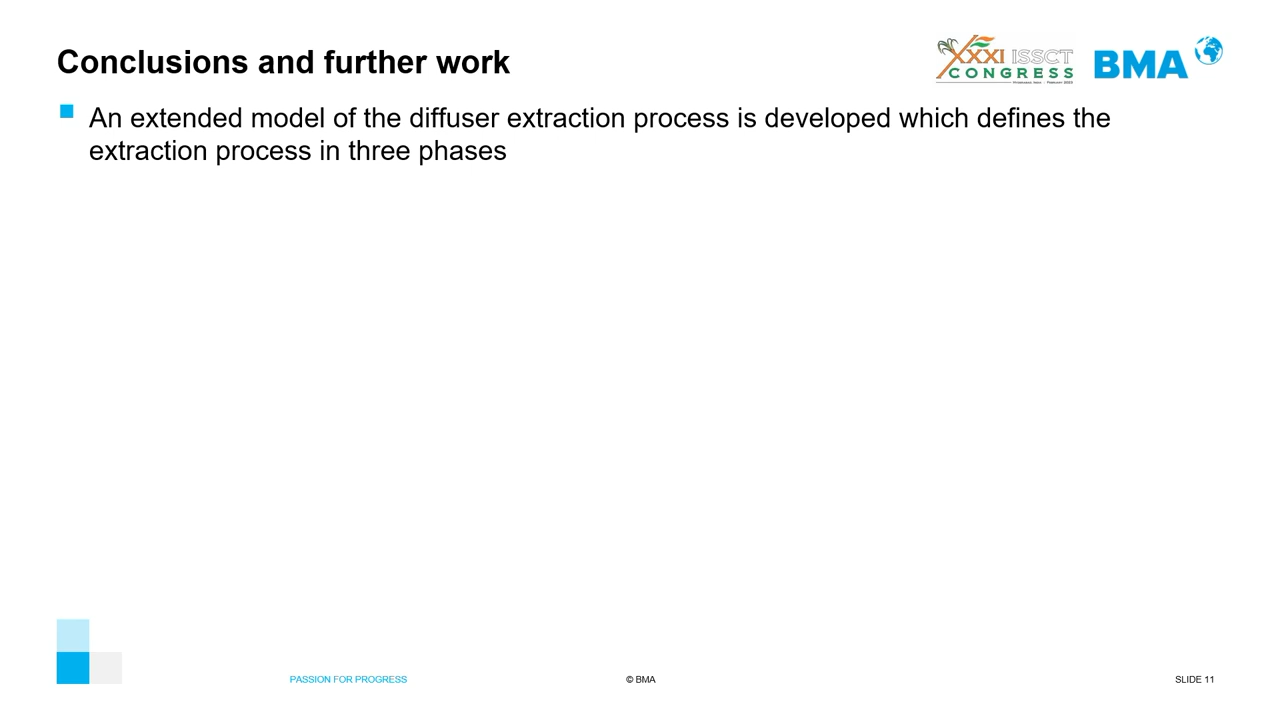 Conclusions and further work
XXXI ISSCT
CONGRESS
BMA
An extended model of the diffuser extraction process is developed which defines the
extraction process in three phases
PASSION FOR PROGRESS
© BMA
SLIDE 11